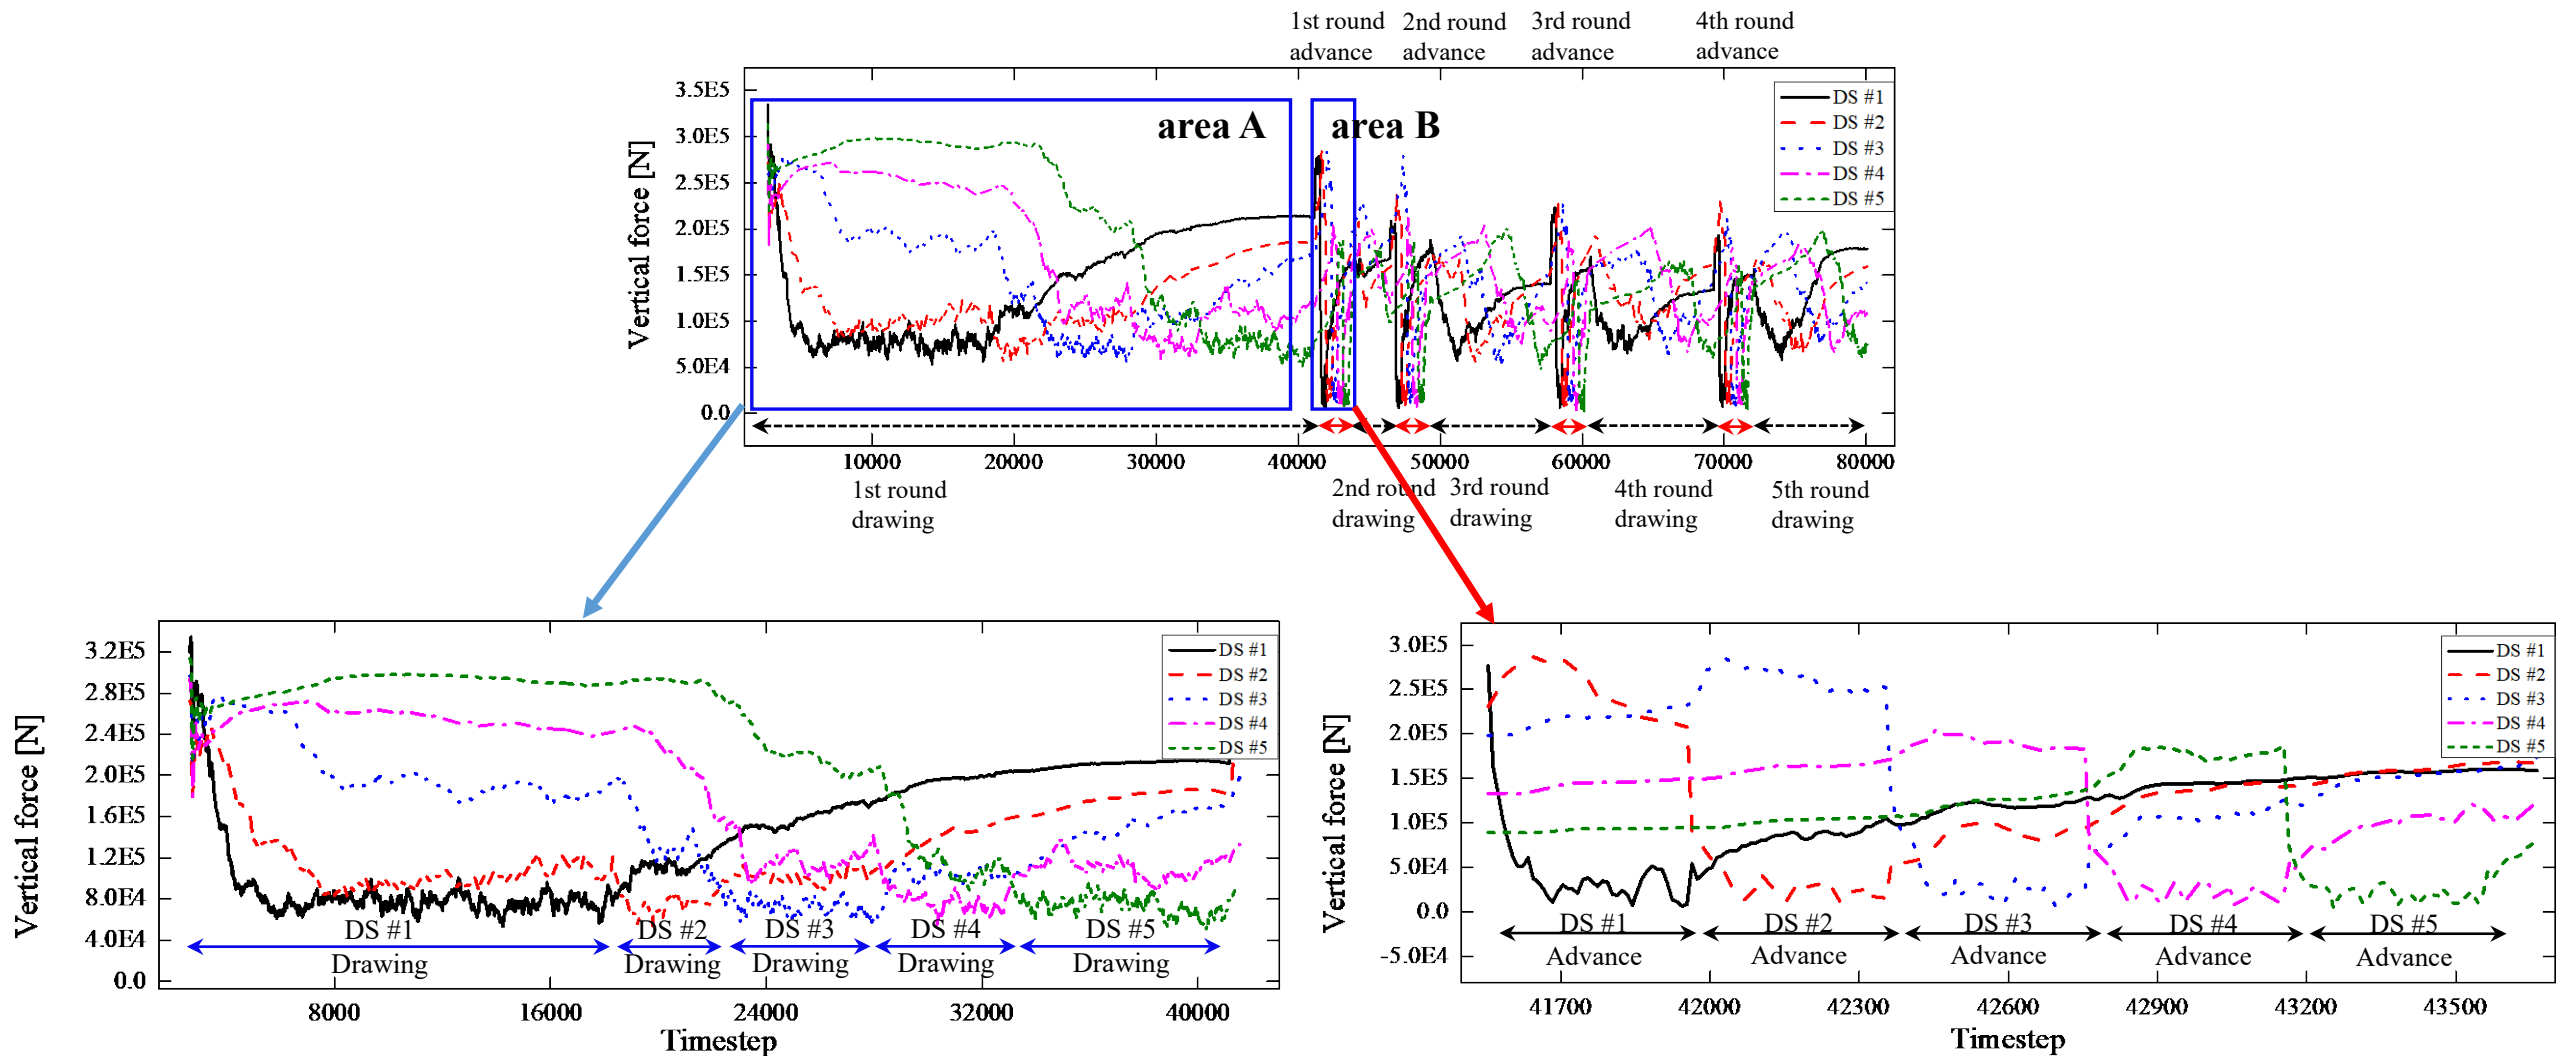 1st round 2nd round 3rd round 4th round
advance advance advance advance
3.5E5
3.0E5
2.5E5
2.0E5
1.5E5
1.0E5
5.0E4
0.0
Vertical force [N]
area A
area B
DS #1
DS #2
DS #3
DS #4
DS #5
10000 20000 30000 40000 50000 60000 70000 80000
1st round 2nd round 3rd round 4th round 5th round
drawing drawing drawing drawing drawing
3.2E5
2.8E5
2.4E5
2.0E5
1.6E5
1.2E5
8.0E4
4.0E4
0.0
Vertical force [N]
DS #1
DS #2
DS #3
DS #4
DS #5
DS #1 DS #2 DS #3 DS #4 DS #5
Drawing Drawing Drawing Drawing Drawing
8000 16000 24000 32000 40000
Timestep
3.0E5
2.5E5
2.0E5
1.5E5
1.0E5
5.0E4
0.0
-5.0E4
Vertical force [N]
DS #1
DS #2
DS #3
DS #4
DS #5
DS #1 DS #2 DS #3 DS #4 DS #5
Advance Advance Advance Advance Advance
41700 42000 42300 42600 42900 43200 43500
Timestep